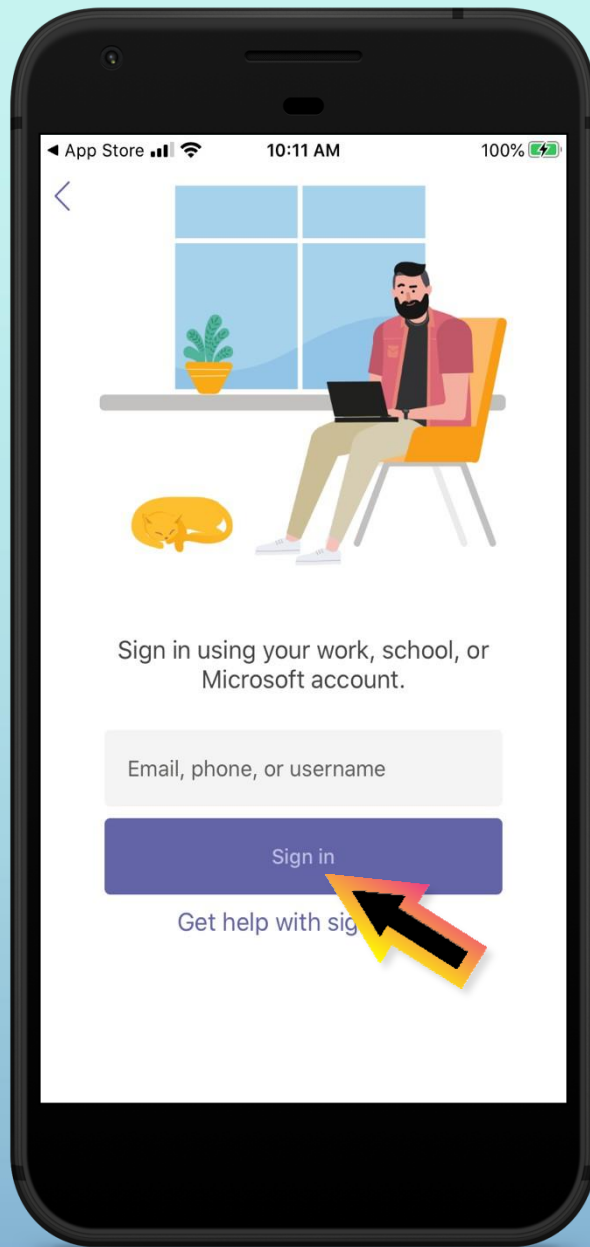 App Store
10:11 AM
100%
Sign in using your work, school, or
Microsoft account.
Email, phone, or username
Sign in
Get help with